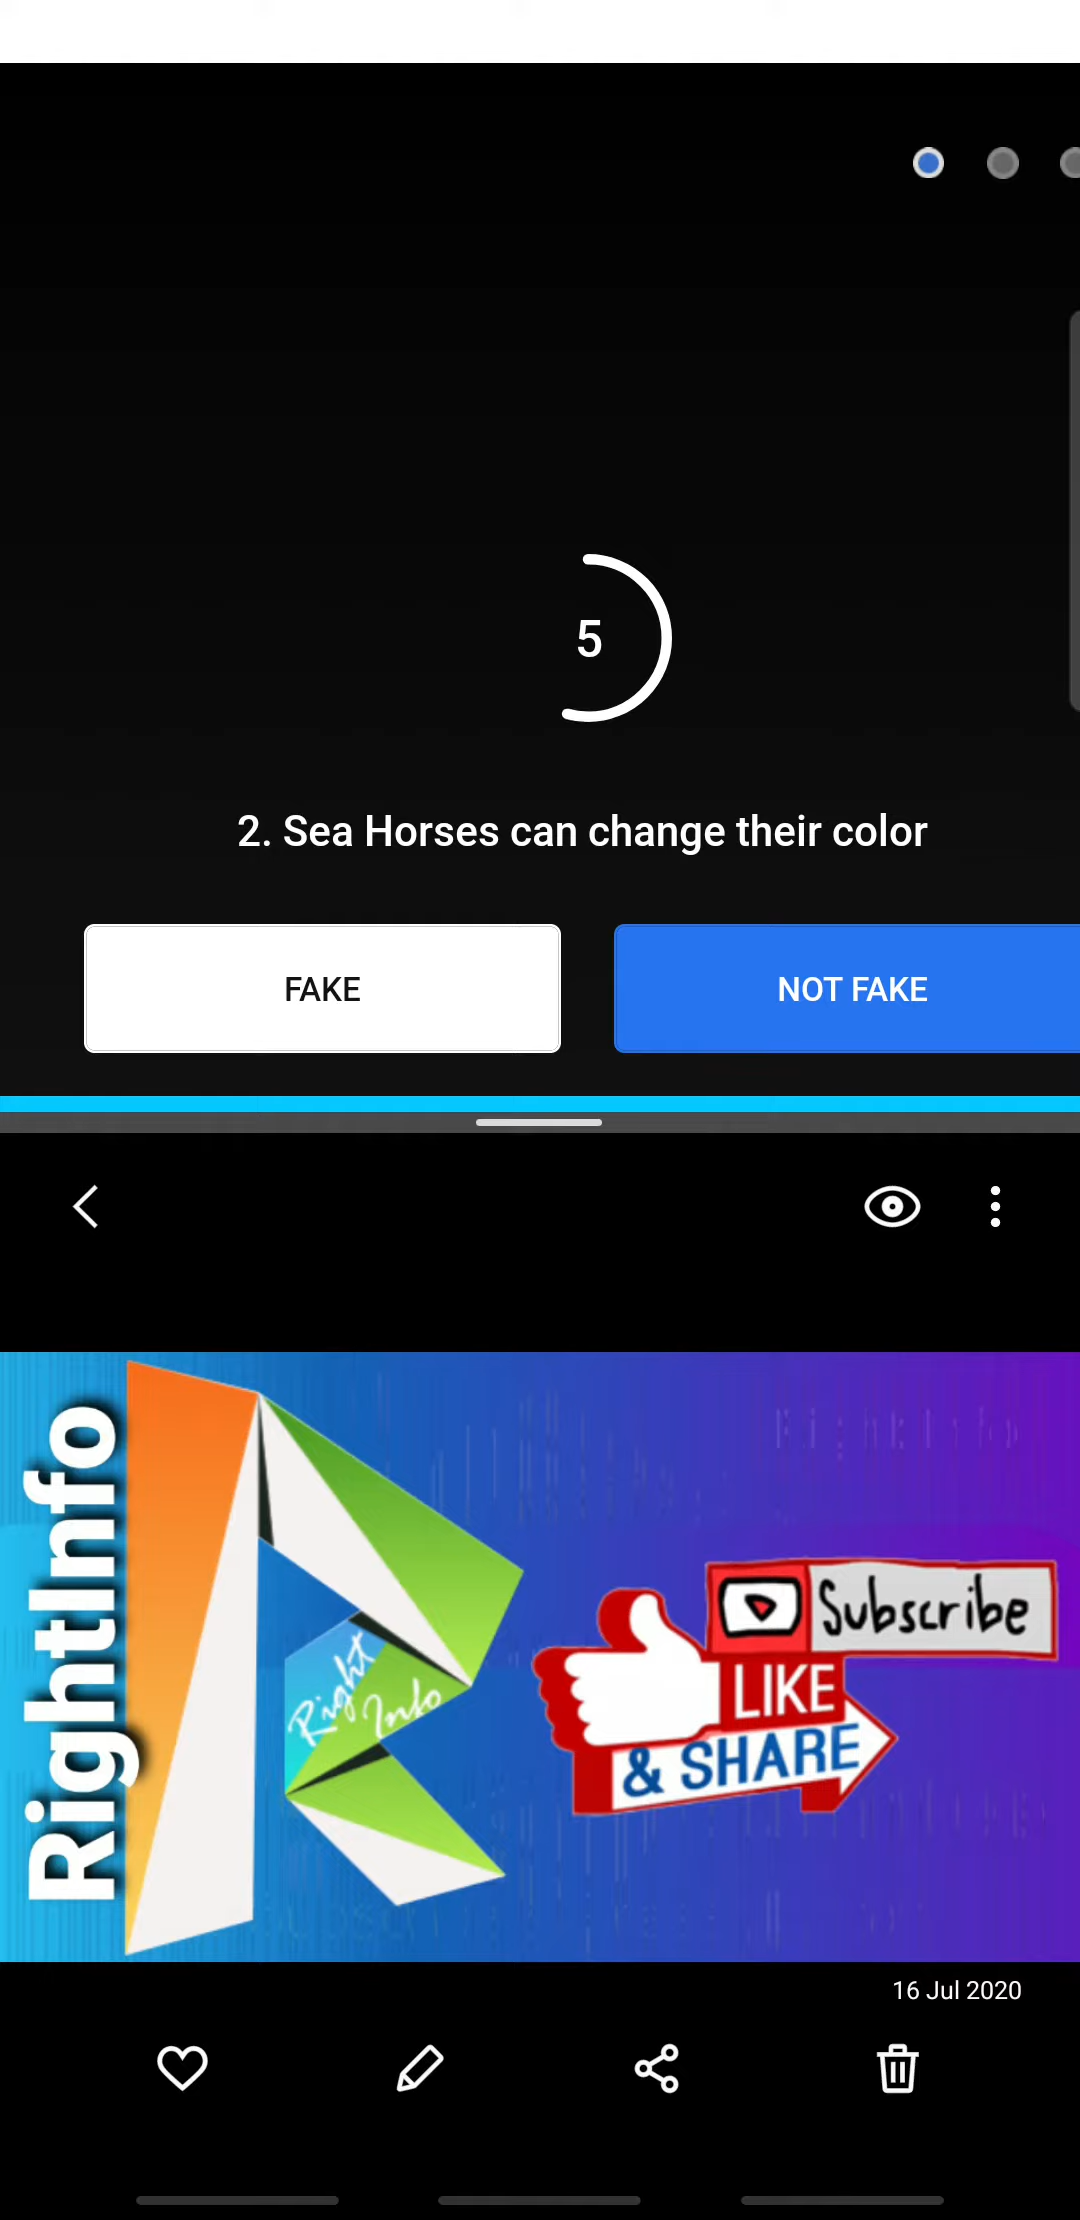 5
2. Sea Horses can change their color
FAKE
NOT FAKE
RightInfo
Right
Info
Subscribe
LIKE
& SHARE
16 Jul 2020